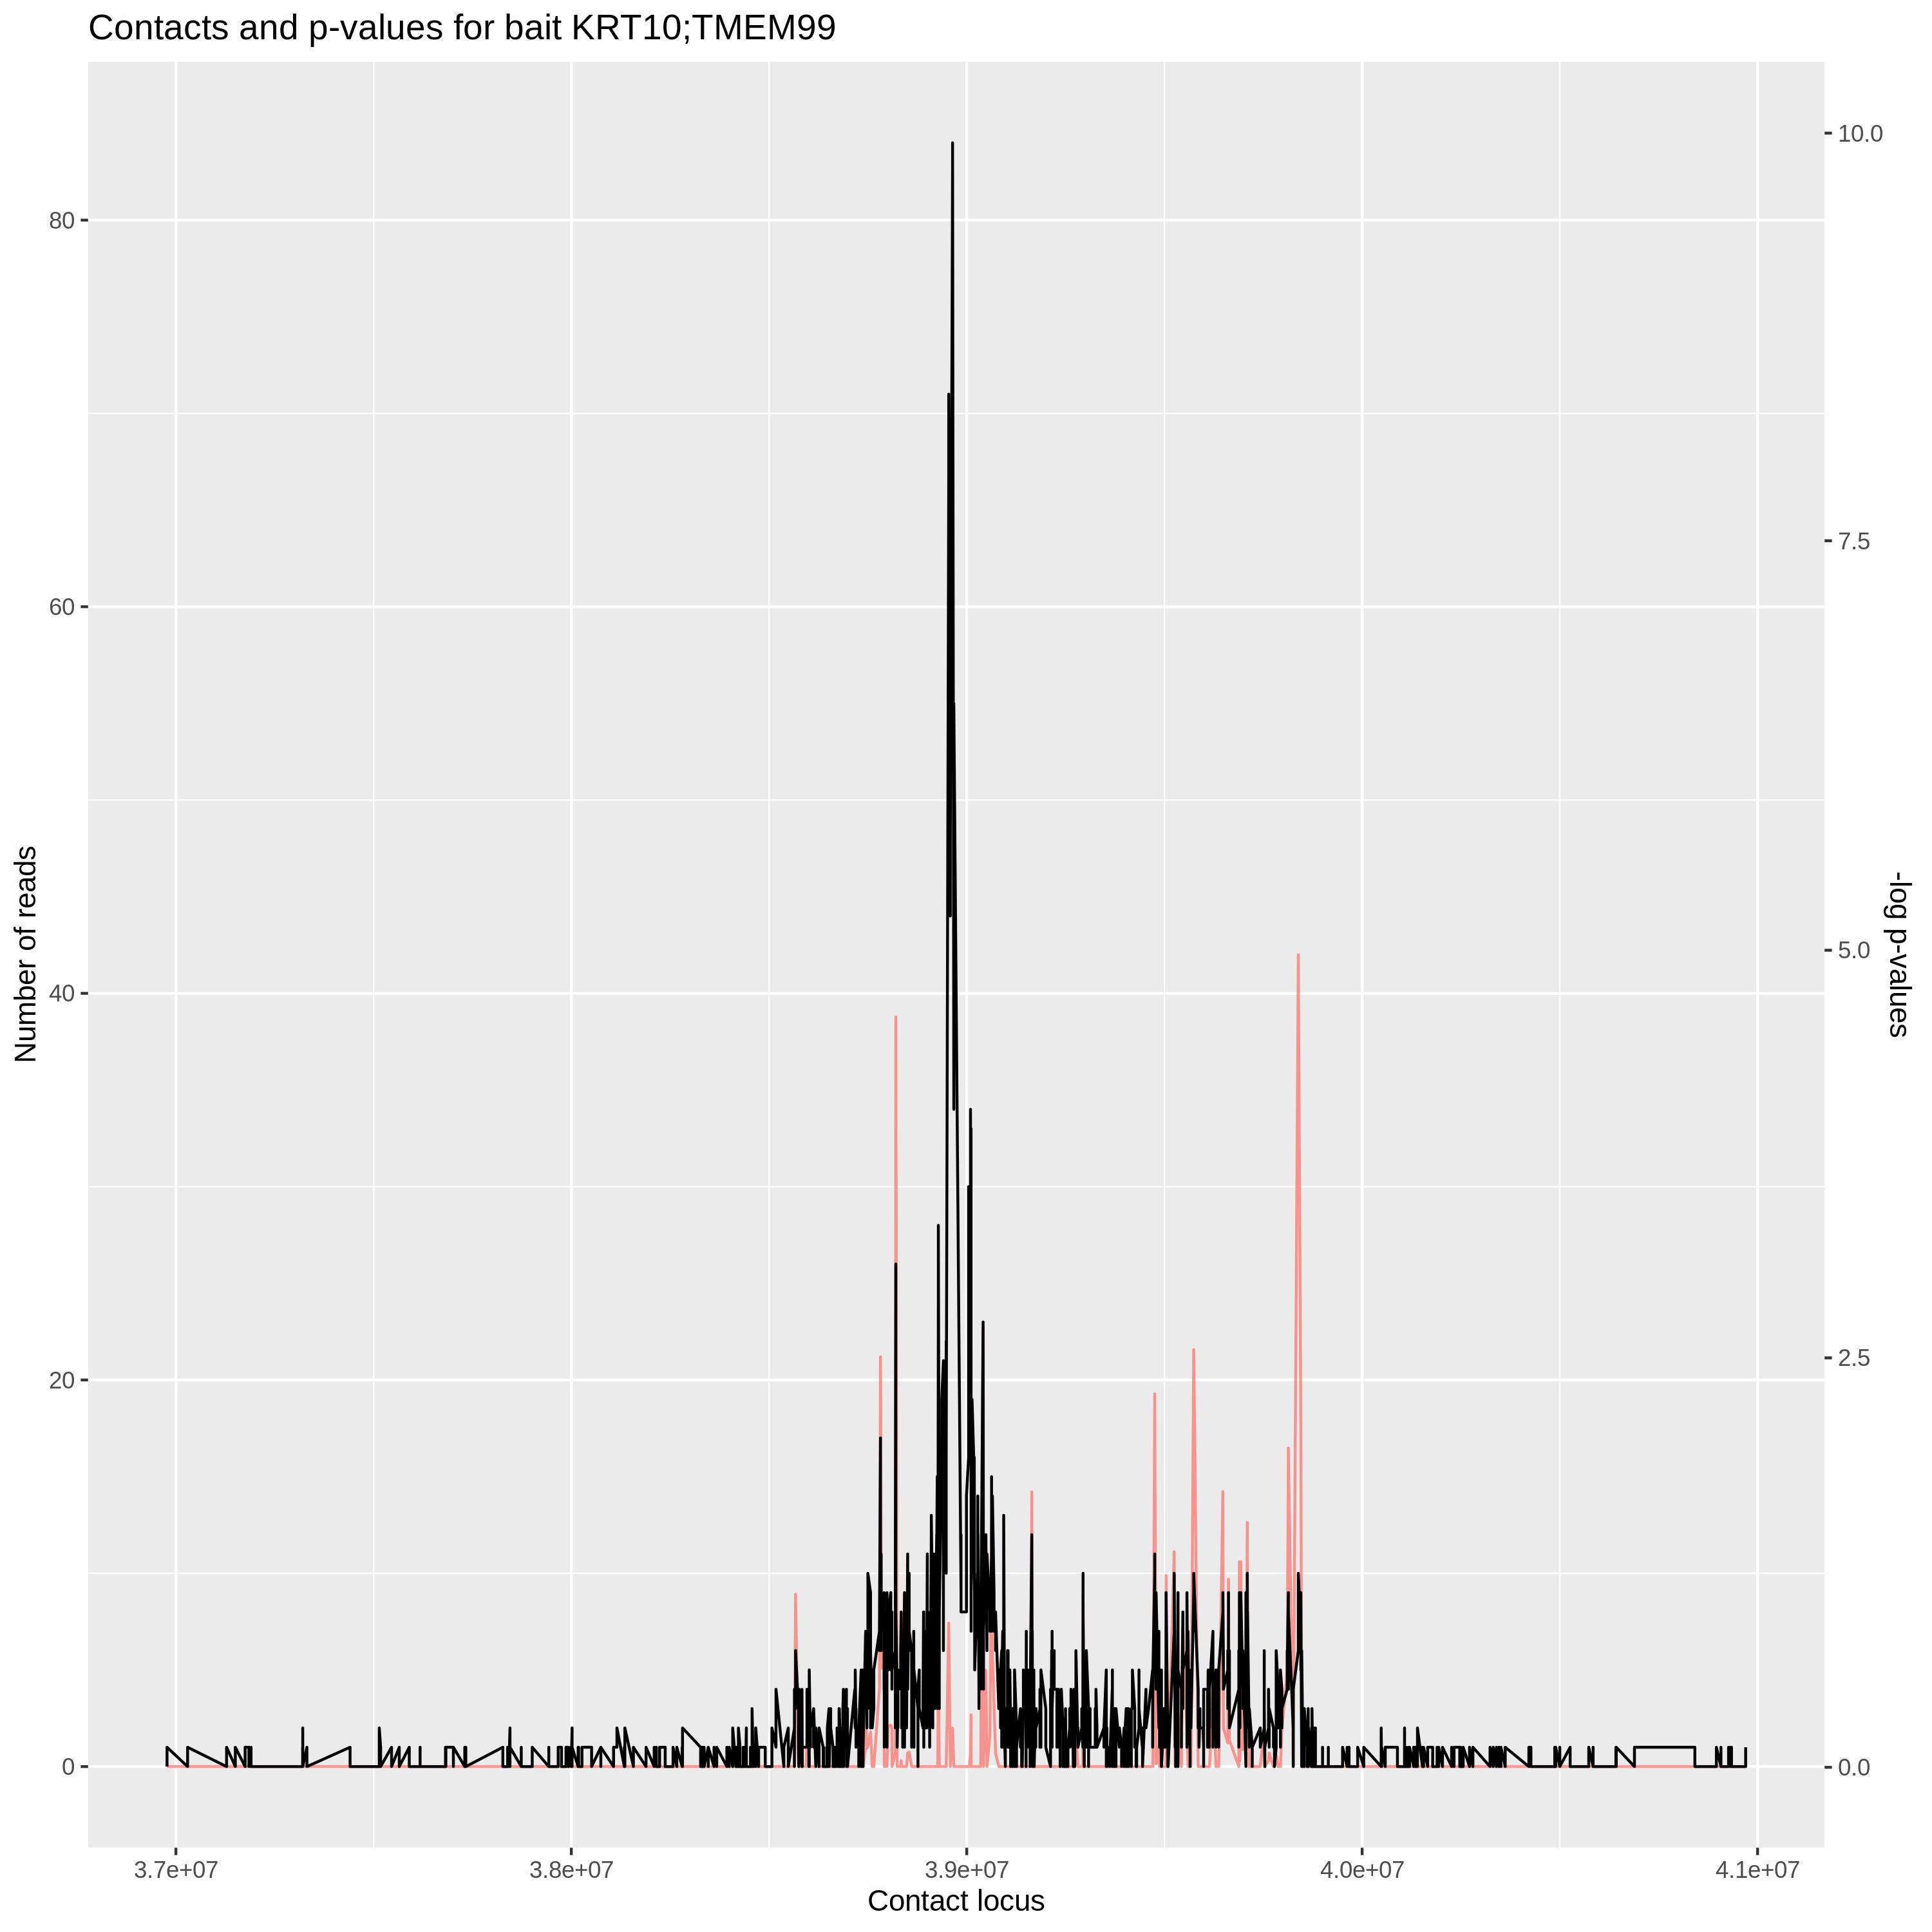 Contacts and p-values for bait KRT10;TMEM99
Number of reads
80
60
40
20
0
10.0
7.5
5.0
2.5
0.0
-log p-values
3.7e+07
3.8e+07
3.9e+07
4.0e+07
4.1e+07
Contact locus